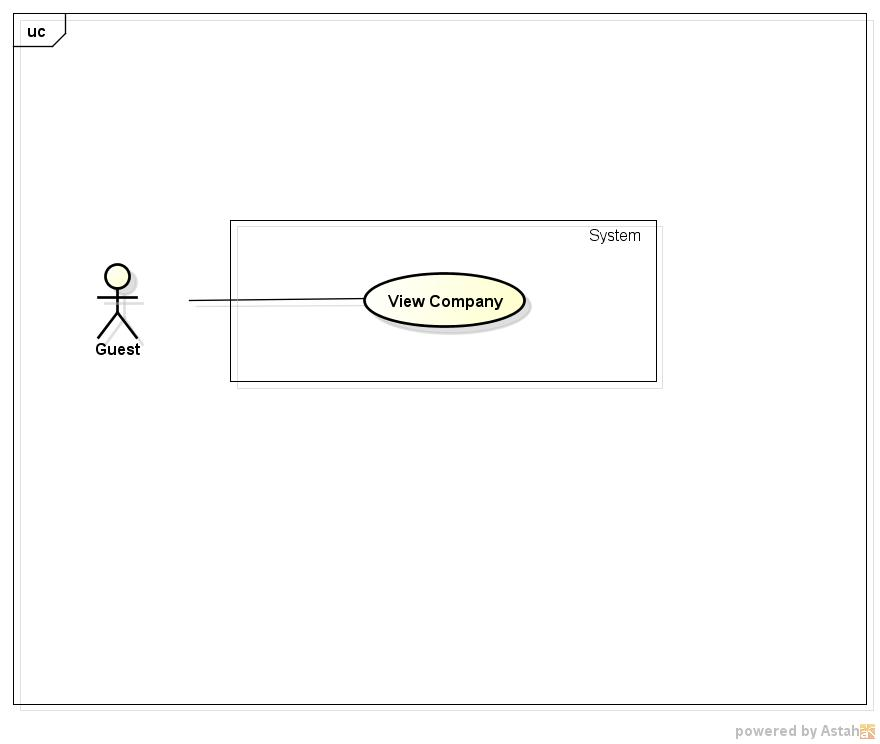 uc
System
View Company
Guest
powered by Astah